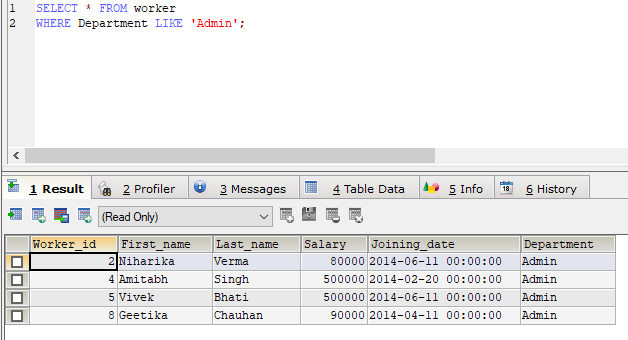 1 SELECT * FROM worker
2 WHERE Department LIKE 'Admin';
1 Result 2 Profiler 3 Messages 4 Table Data 5 Info 18 6 History
(Read Only)
Worker_id First_name Last_name Salary Joining_date Department
2 Niharika Verma 80000 2014-06-11 00:00:00 Admin
4 Amitabh Singh 500000 2014-02-20 00:00:00 Admin
5 Vivek Bhati 500000 2014-06-11 00:00:00 Admin
8 Geetika Chauhan 90000 2014-04-11 00:00:00 Admin